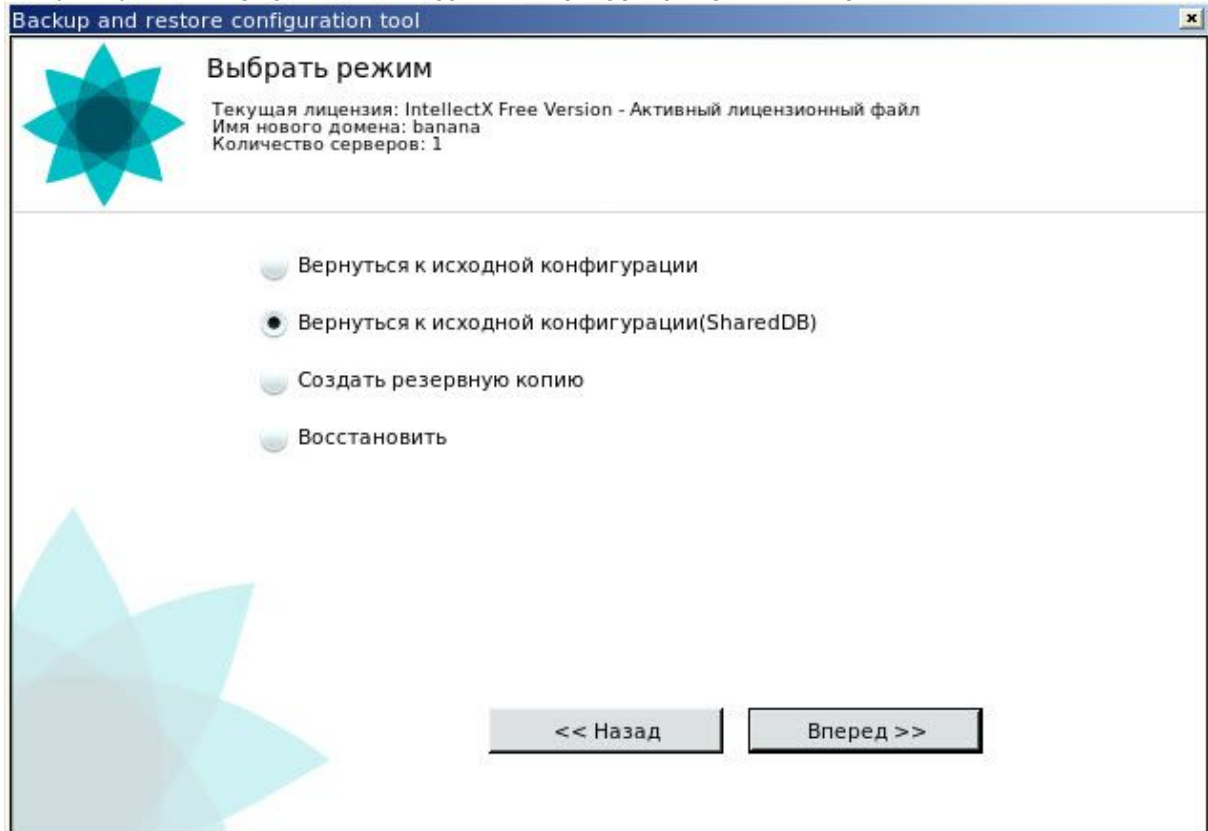 Backup and restore configuration tool
Выбрать режим
Текущая лицензия: IntellectX Free Version - Активный лицензионный файл
Имя нового домена: banana
Количество серверов: 1
Вернуться к исходной конфигурации
Вернуться к исходной конфигурации(SharedDB)
Создать резервную копию
Восстановить
<< Назад
Вперед >>